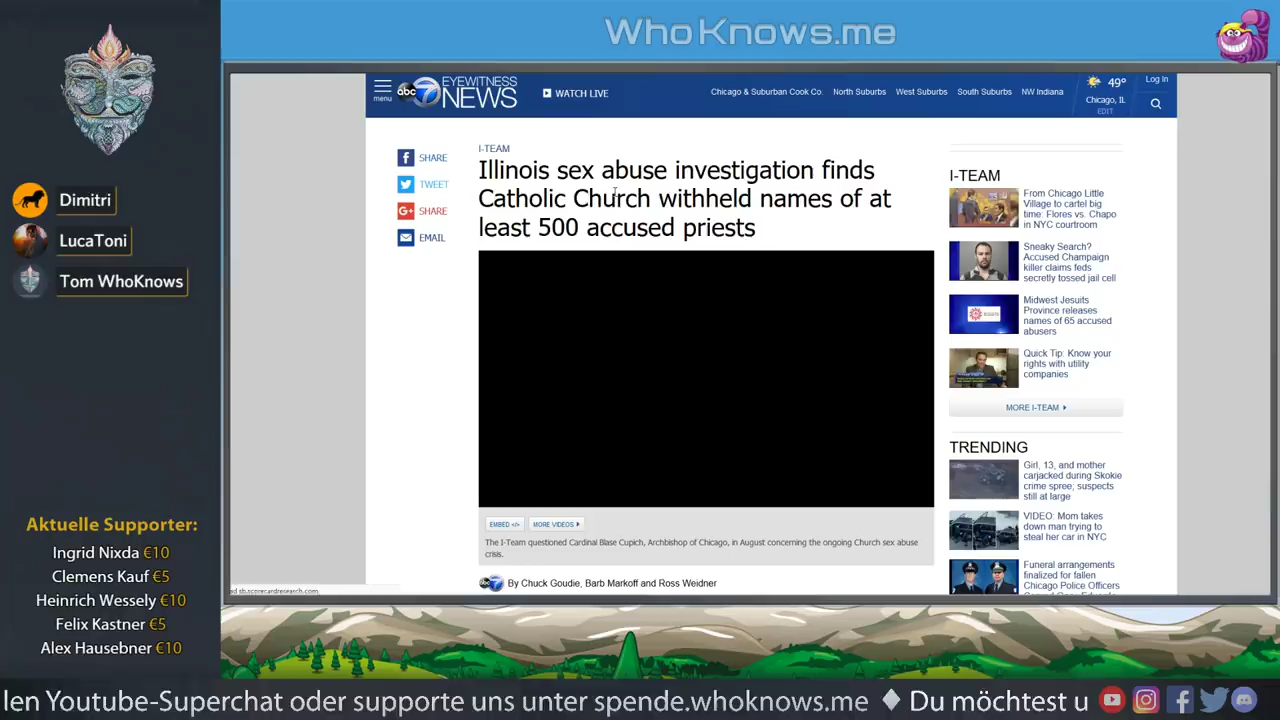 WhoKnows.me
Dimitri
LucaToni
Tom WhoKnows
Aktuelle Supporter:
Ingrid Nixda €10
Clemens Kauf €5
Heinrich Wessely €10
Felix Kastner €5
Alex Hausebner €10
menu
abc 7 EYEWITNESS NEWS
WATCH LIVE
Chicago & Suburban Cook Co.
North Suburbs
West Suburbs
South Suburbs
NW Indiana
49°
Chicago, IL
EDIT
Log In
SHARE
TWEET
SHARE
EMAIL
I-TEAM
Illinois sex abuse investigation finds
Catholic Church withheld names of at
least 500 accused priests
EMBED </>
MORE VIDEOS
The I-Team questioned Cardinal Blase Cupich, Archbishop of Chicago, in August concerning the ongoing Church sex abuse
crisis.
By Chuck Goudie, Barb Markoff and Ross Weidner
I-TEAM
From Chicago Little
Village to cartel big
time: Flores vs. Chapo
in NYC courtroom
Sneaky Search?
Accused Champaign
killer claims feds
secretly tossed jail cell
Midwest Jesuits
Province releases
names of 65 accused
abusers
Quick Tip: Know your
rights with utility
companies
MORE I-TEAM
TRENDING
Girl, 13, and mother
carjacked during Skokie
crime spree; suspects
still at large
VIDEO: Mom takes
down man trying to
steal her car in NYC
Funeral arrangements
finalized for fallen
Chicago Police Officers
ad sb.scorecardresearch.com
len Youtube-Superchat oder supporte uns unter spende.whoknows.me ♦ Du möchtest u